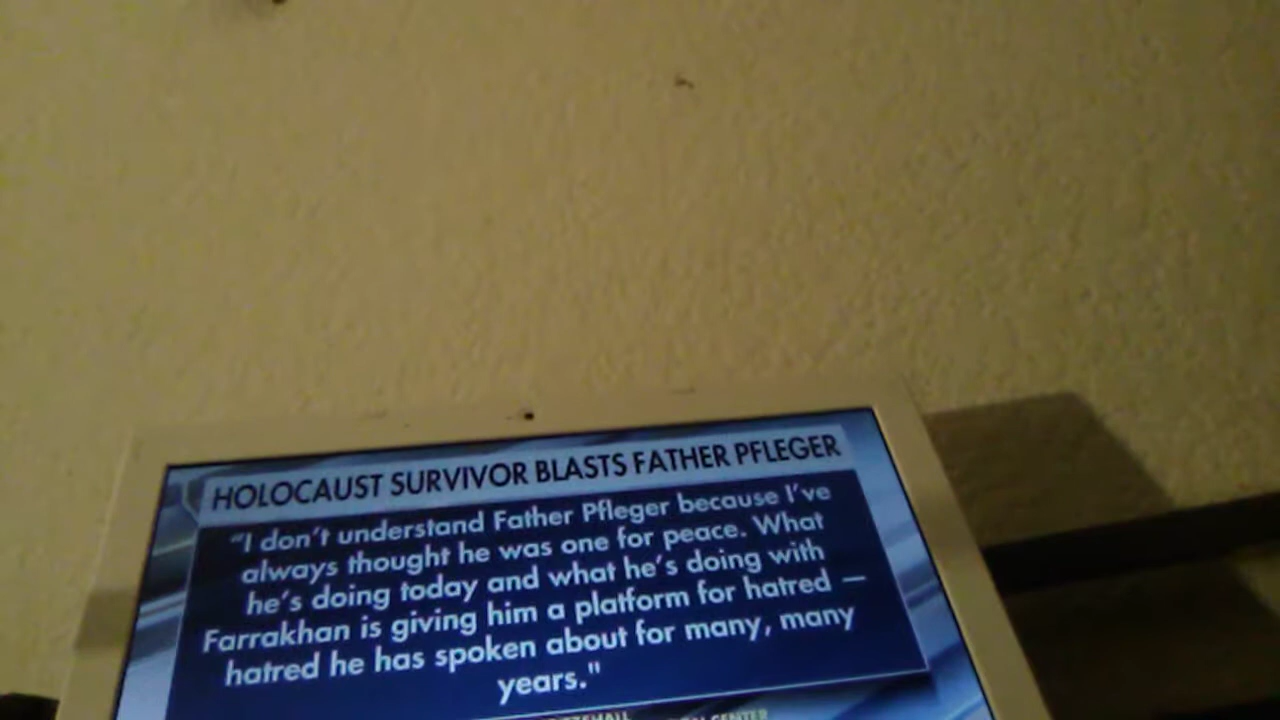 HOLOCAUST SURVIVOR BLASTS FATHER PFLEGER
"I don't understand Father Pfleger because I've
always thought he was one for peace. What
he's doing today and what he's doing with
Farrakhan is giving him a platform for hatred —
hatred he has spoken about for many, many
years."
CENTER